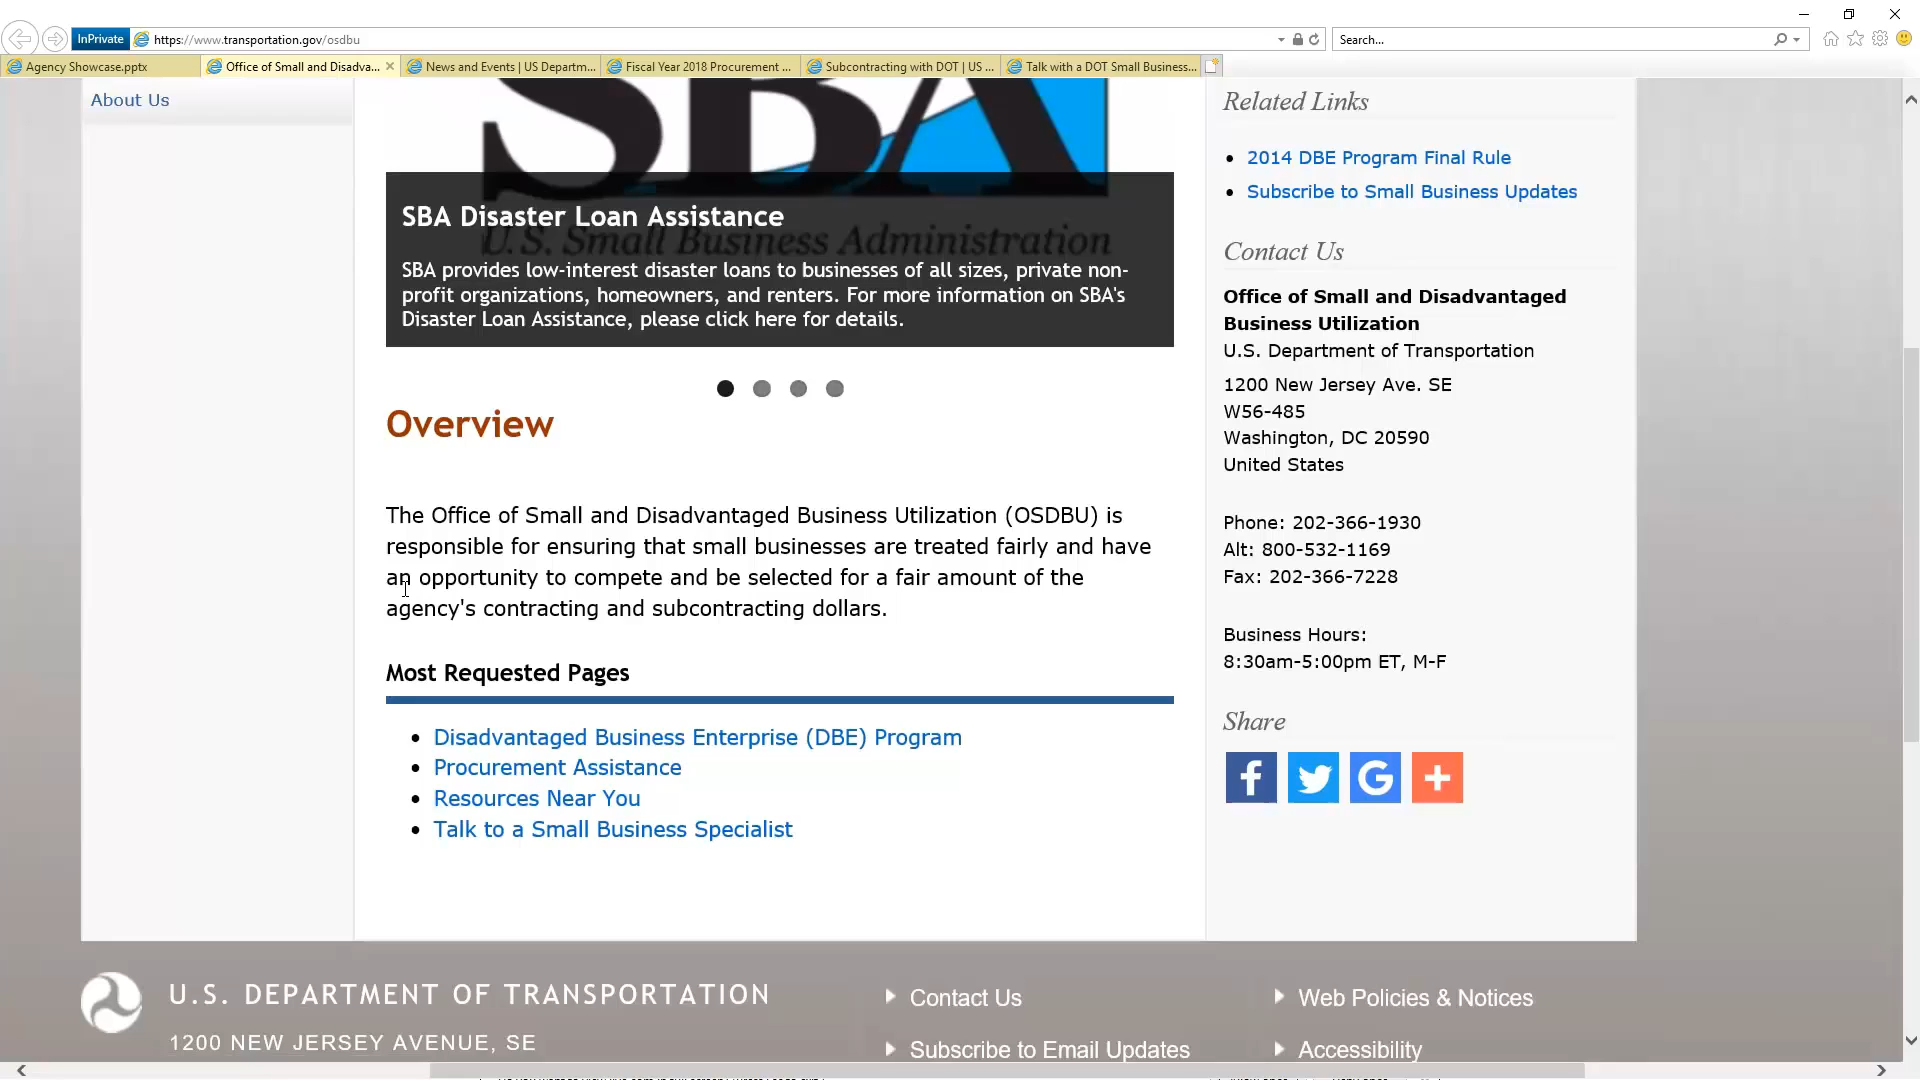 InPrivate
https://www.transportation.gov/osdbu
Search...
Agency Showcase.pptx
Office of Small and Disadva...
News and Events | US Departm...
Fiscal Year 2018 Procurement ...
Subcontracting with DOT | US ...
Talk with a DOT Small Business...
About Us
SBA
U.S. Small Business Administration
SBA Disaster Loan Assistance
SBA provides low-interest disaster loans to businesses of all sizes, private non-
profit organizations, homeowners, and renters. For more information on SBA's
Disaster Loan Assistance, please click here for details.
Overview
The Office of Small and Disadvantaged Business Utilization (OSDBU) is
responsible for ensuring that small businesses are treated fairly and have
an opportunity to compete and be selected for a fair amount of the
agency's contracting and subcontracting dollars.
Most Requested Pages
Disadvantaged Business Enterprise (DBE) Program
Procurement Assistance
Resources Near You
Talk to a Small Business Specialist
Related Links
2014 DBE Program Final Rule
Subscribe to Small Business Updates
Contact Us
Office of Small and Disadvantaged
Business Utilization
U.S. Department of Transportation
1200 New Jersey Ave. SE
W56-485
Washington, DC 20590
United States
Phone: 202-366-1930
Alt: 800-532-1169
Fax: 202-366-7228
Business Hours:
8:30am-5:00pm ET, M-F
Share
U.S. DEPARTMENT OF TRANSPORTATION
1200 NEW JERSEY AVENUE, SE
Contact Us
Subscribe to Email Updates
Web Policies & Notices
Accessibility